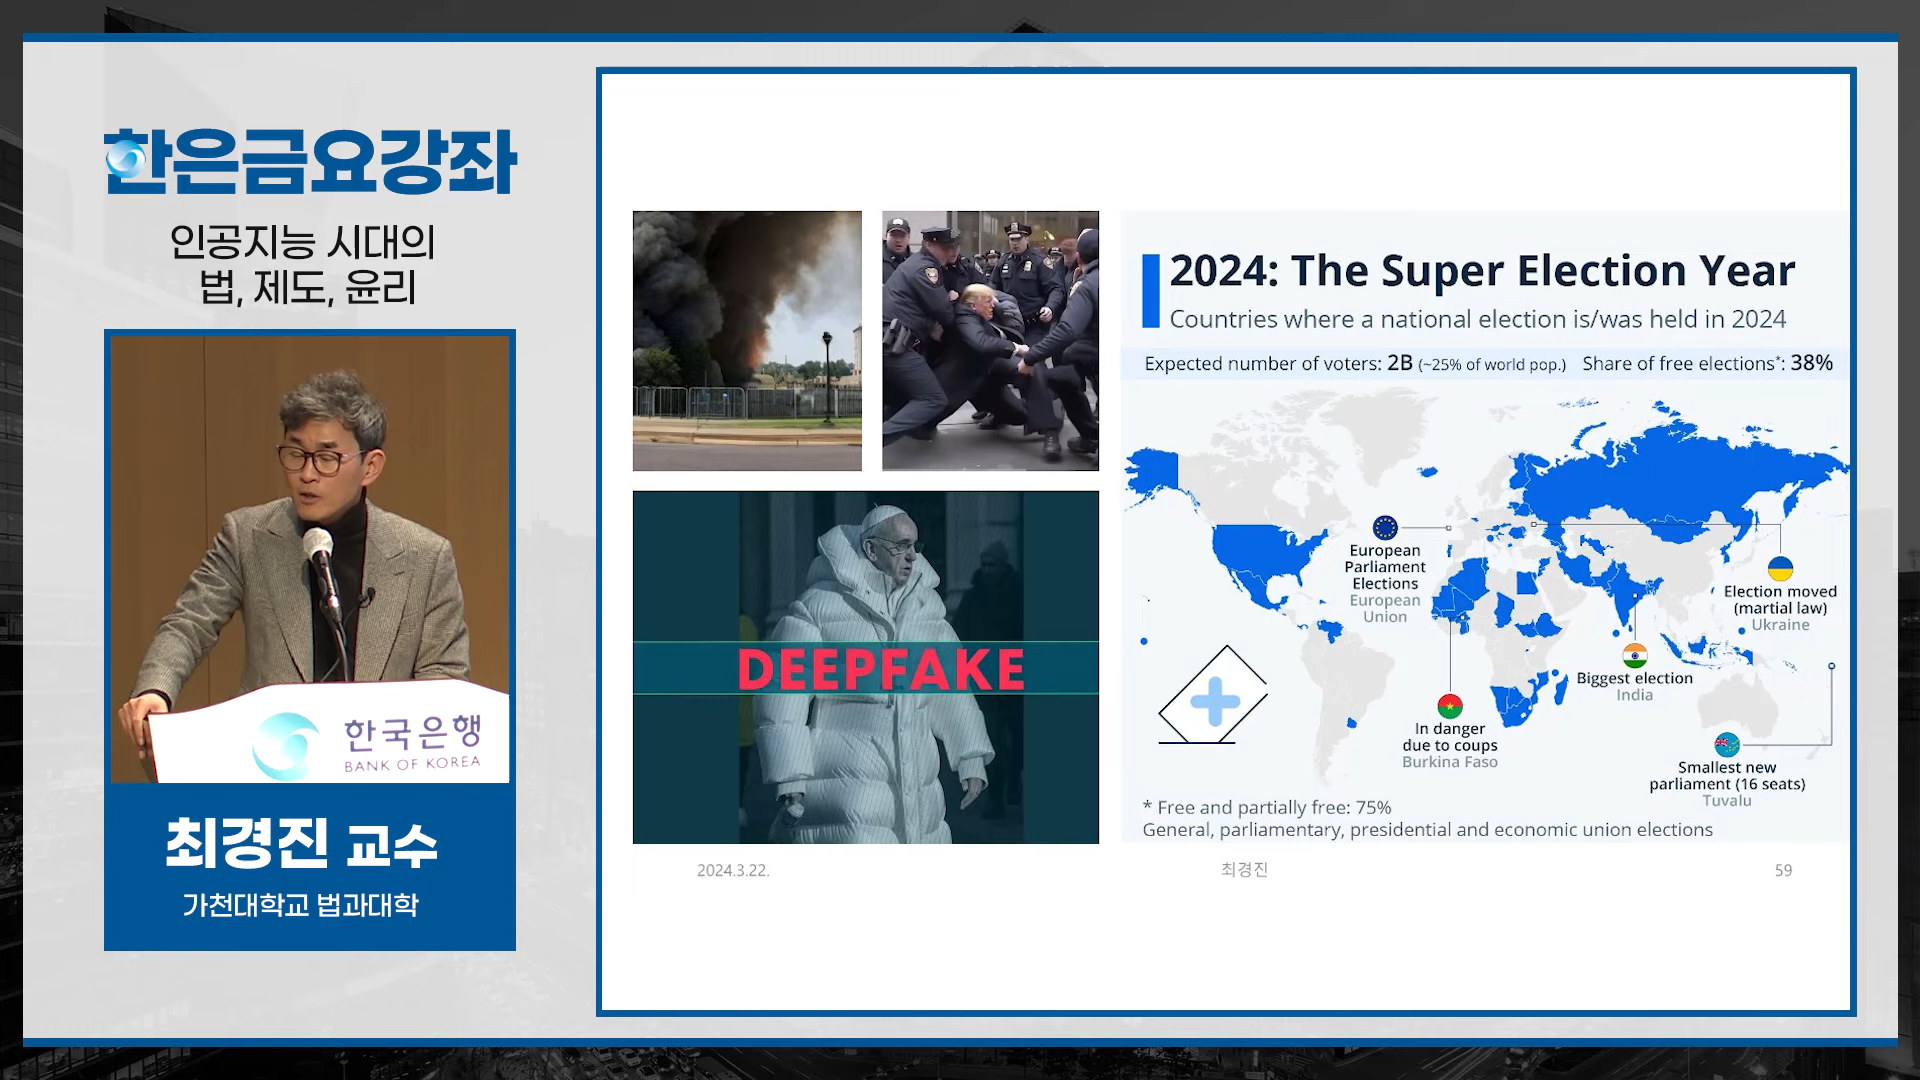 한은금요강좌
인공지능 시대의
법, 제도, 윤리
한국은행
BANK OF KOREA
최경진 교수
가천대학교 법과대학
DEEPFAKE
2024: The Super Election Year
Countries where a national election is/was held in 2024
Expected number of voters: 2B (~25% of world pop.) Share of free elections*: 38%
European
Parliament
Elections
European
Union
Election moved
(martial law)
Ukraine
Biggest election
India
In danger
due to coups
Burkina Faso
Smallest new
parliament (16 seats)
Tuvalu
* Free and partially free: 75%
General, parliamentary, presidential and economic union elections
2024.3.22.
최경진
59